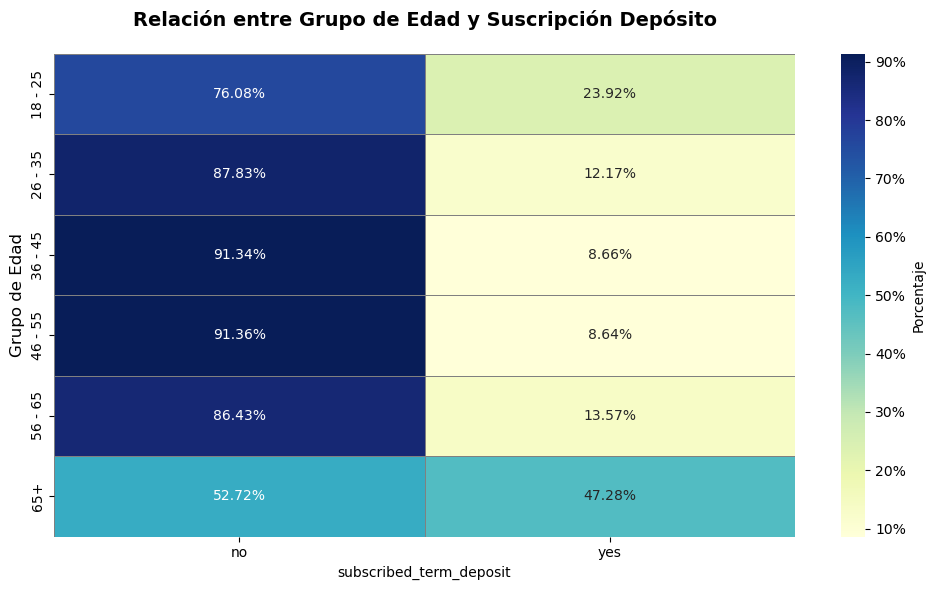 Relación entre Grupo de Edad y Suscripción Depósito
Grupo de Edad
18 - 25
76.08%
23.92%
26 - 35
87.83%
12.17%
36 - 45
91.34%
8.66%
46 - 55
91.36%
8.64%
56 - 65
86.43%
13.57%
65+
52.72%
47.28%
no
yes
subscribed_term_deposit
90%
80%
70%
60%
50%
40%
30%
20%
10%
Porcentaje